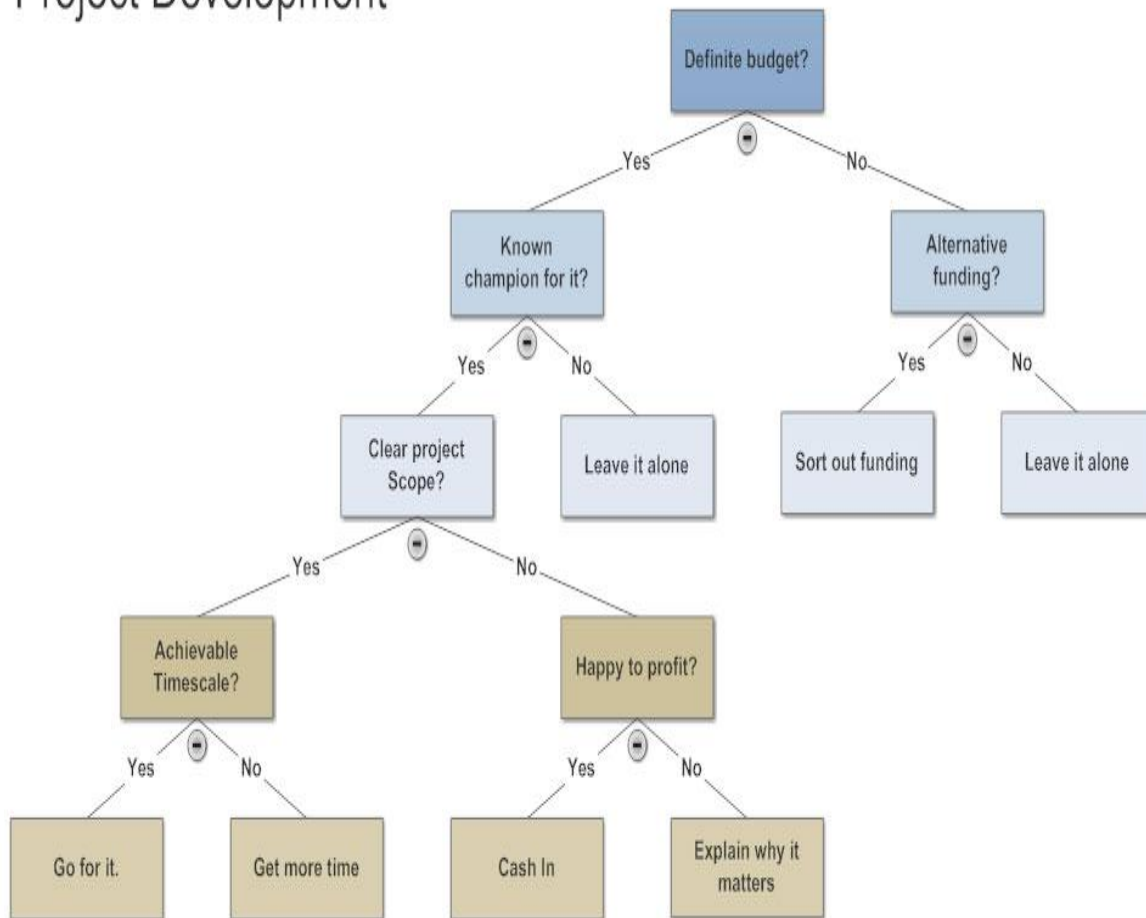 Project Development
Definite budget?
Yes
No
Known
champion for it?
Alternative
funding?
Yes
No
Yes
No
Clear project
Scope?
Leave it alone
Sort out funding
Leave it alone
Yes
No
Achievable
Timescale?
Happy to profit?
Yes
No
Yes
No
Go for it.
Get more time
Cash In
Explain why it
matters